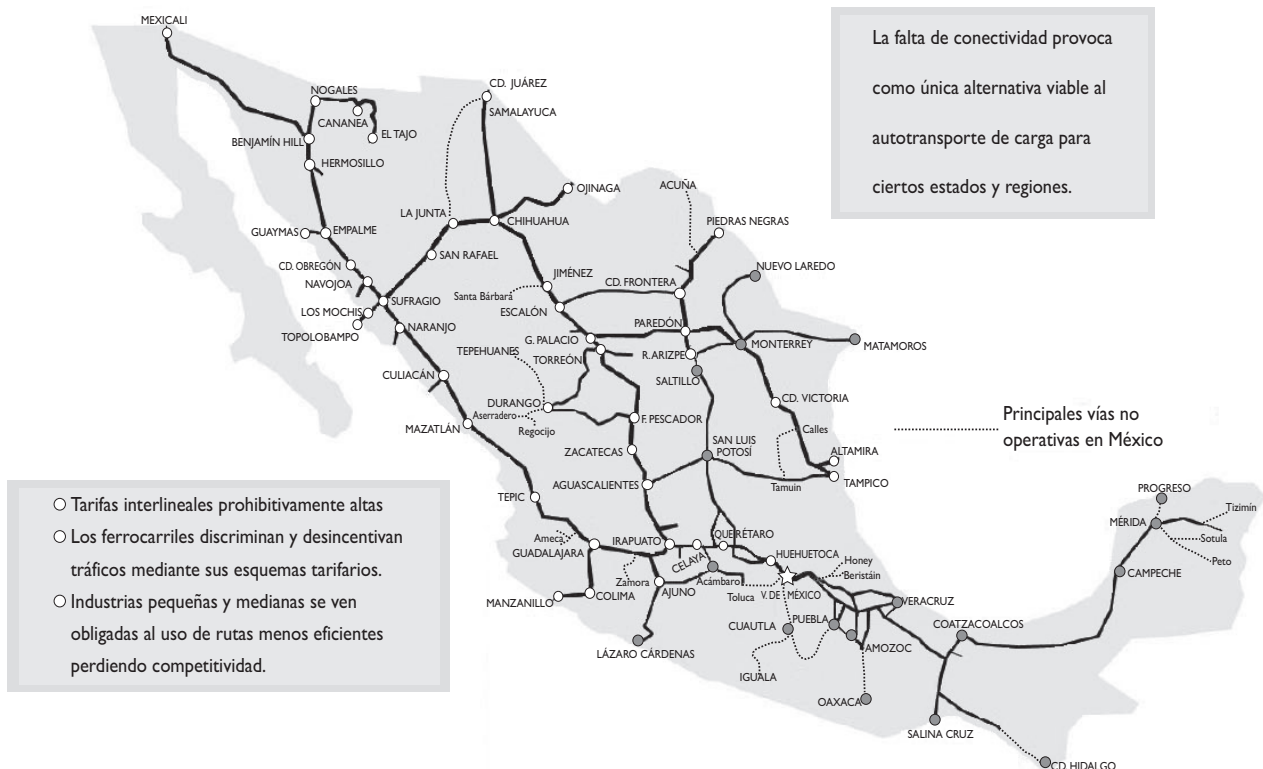 MEXICALI
La falta de conectividad provoca
como única alternativa viable al
autotransporte de carga para
ciertos estados y regiones.
NOGALES
CANANEA
EL TAJO
BENJAMÍN HILL
HERMOSILLO
CD. JUÁREZ
SAMALAYUCA
OJINAGA
ACUÑA
LA JUNTA
CHIHUAHUA
PIEDRAS NEGRAS
GUAYMAS
EMPALME
SAN RAFAEL
CD. OBREGÓN
NAVOJOA
JIMÉNEZ
CD. FRONTERA
NUEVO LAREDO
Santa Bárbara
SUFRAGIO
ESCALÓN
LOS MOCHIS
TOPOLOBAMPO
NARANJO
PAREDÓN
G. PALACIO
TEPEHUANES
TORREÓN
R. ARIZPE
MONTERREY
MATAMOROS
SALTILLO
CULIACÁN
DURANGO
Aserradero
Regocijo
F. PESCADOR
CD. VICTORIA
MAZATLÁN
Calles
Principales vías no
operativas en México
ZACATECAS
SAN LUIS
POTOSÍ
ALTAMIRA
AGUASCALIENTES
Tamuin
TAMPICO
TEPIC
PROGRESO
Tizimín
MÉRIDA
Sotula
Peto
CAMPECHE
Tarifas interlineales prohibitivamente altas
Los ferrocarriles discriminan y desincentivan
tráficos mediante sus esquemas tarifarios.
Industrias pequeñas y medianas se ven
obligadas al uso de rutas menos eficientes
perdiendo competitividad.
Ameca
GUADALAJARA
IRAPUATO
CELAYA
QUERÉTARO
HUEHUETOCA
Honey
Beristáin
Zamora
AJUNO
Acámbaro
Toluca
V. DE MÉXICO
MANZANILLO
COLIMA
VERACRUZ
CUAUTLA
PUEBLA
COATZACOALCOS
LÁZARO CÁRDENAS
AMOZOC
IGUALA
OAXACA
SALINA CRUZ
CD. HIDALGO